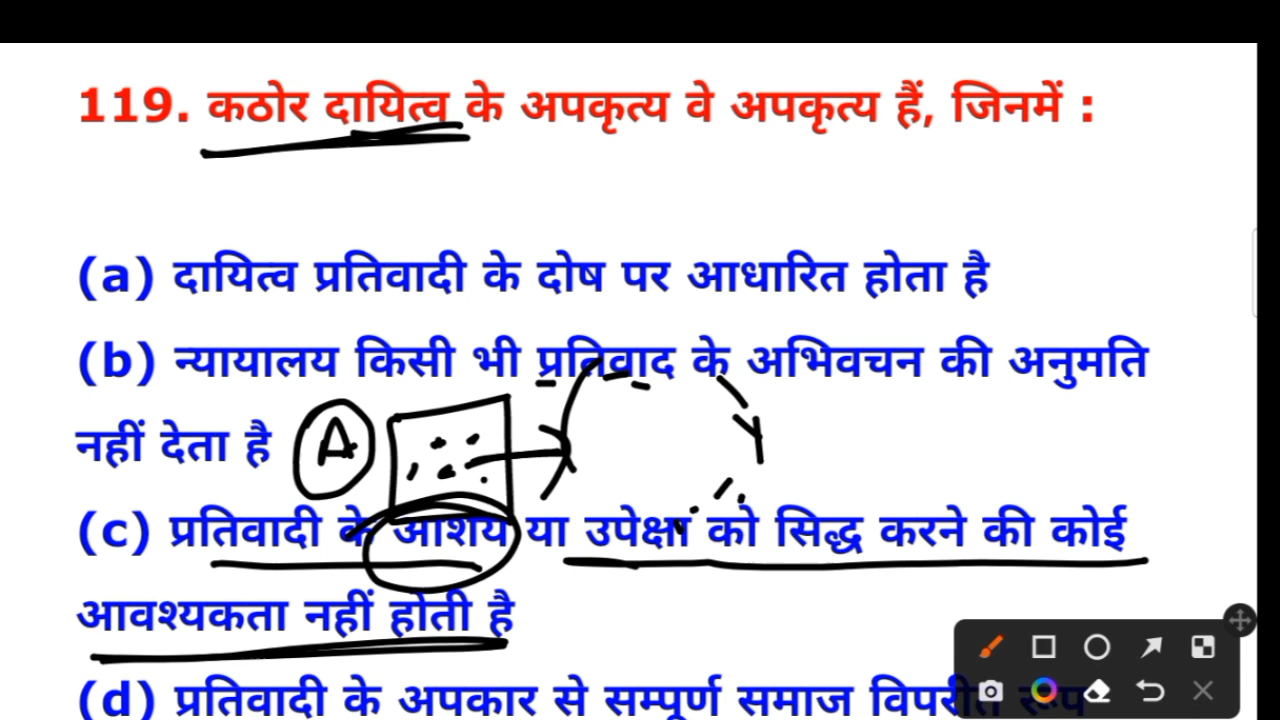 119. कठोर दायित्व के अपकृत्य वे अपकृत्य हैं, जिनमें :
(a) दायित्व प्रतिवादी के दोष पर आधारित होता है
(b) न्यायालय किसी भी प्रतिवाद के अभिवचन की अनुमति
नहीं देता है A
(c) प्रतिवादी के आशय या उपेक्षा को सिद्ध करने की कोई
आवश्यकता नहीं होती है
(d) प्रतिवादी के अपकार से सम्पूर्ण समाज विपरीत रूप